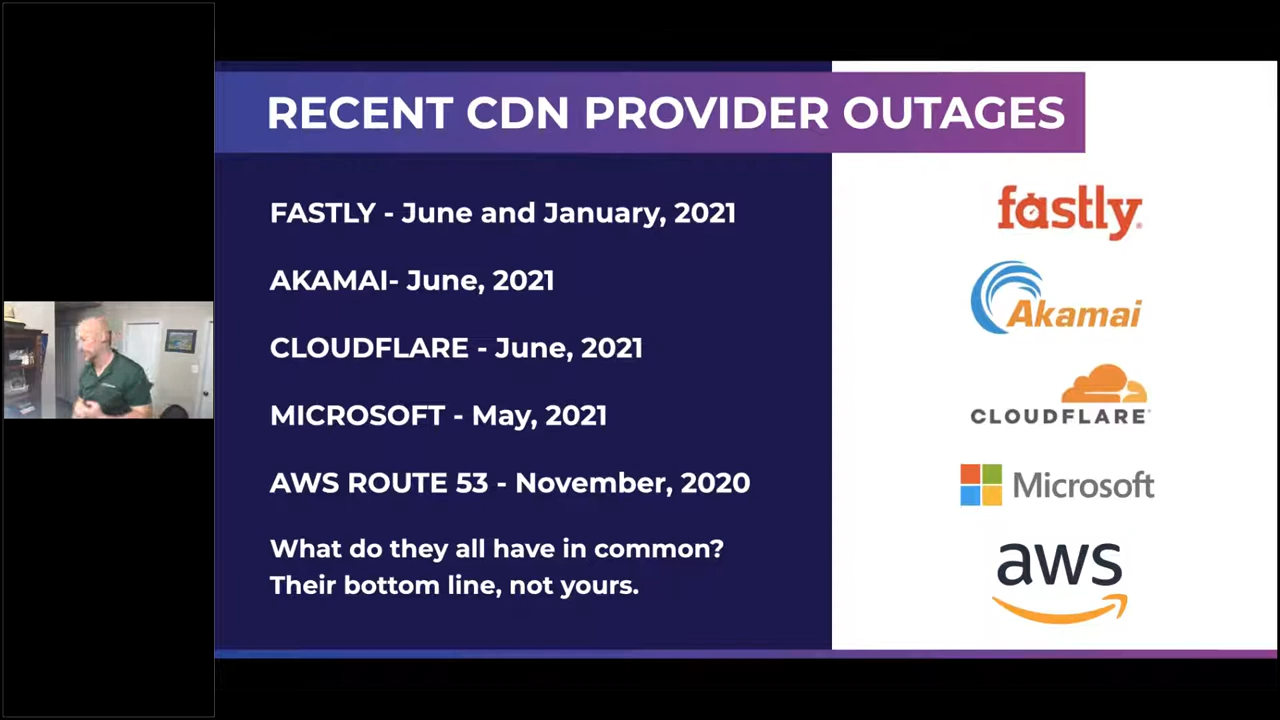 RECENT CDN PROVIDER OUTAGES
FASTLY - June and January, 2021
AKAMAI- June, 2021
CLOUDFLARE - June, 2021
MICROSOFT - May, 2021
AWS ROUTE 53 - November, 2020
What do they all have in common?
Their bottom line, not yours.
fastly®
Akamai
CLOUDFLARE®
Microsoft
aws